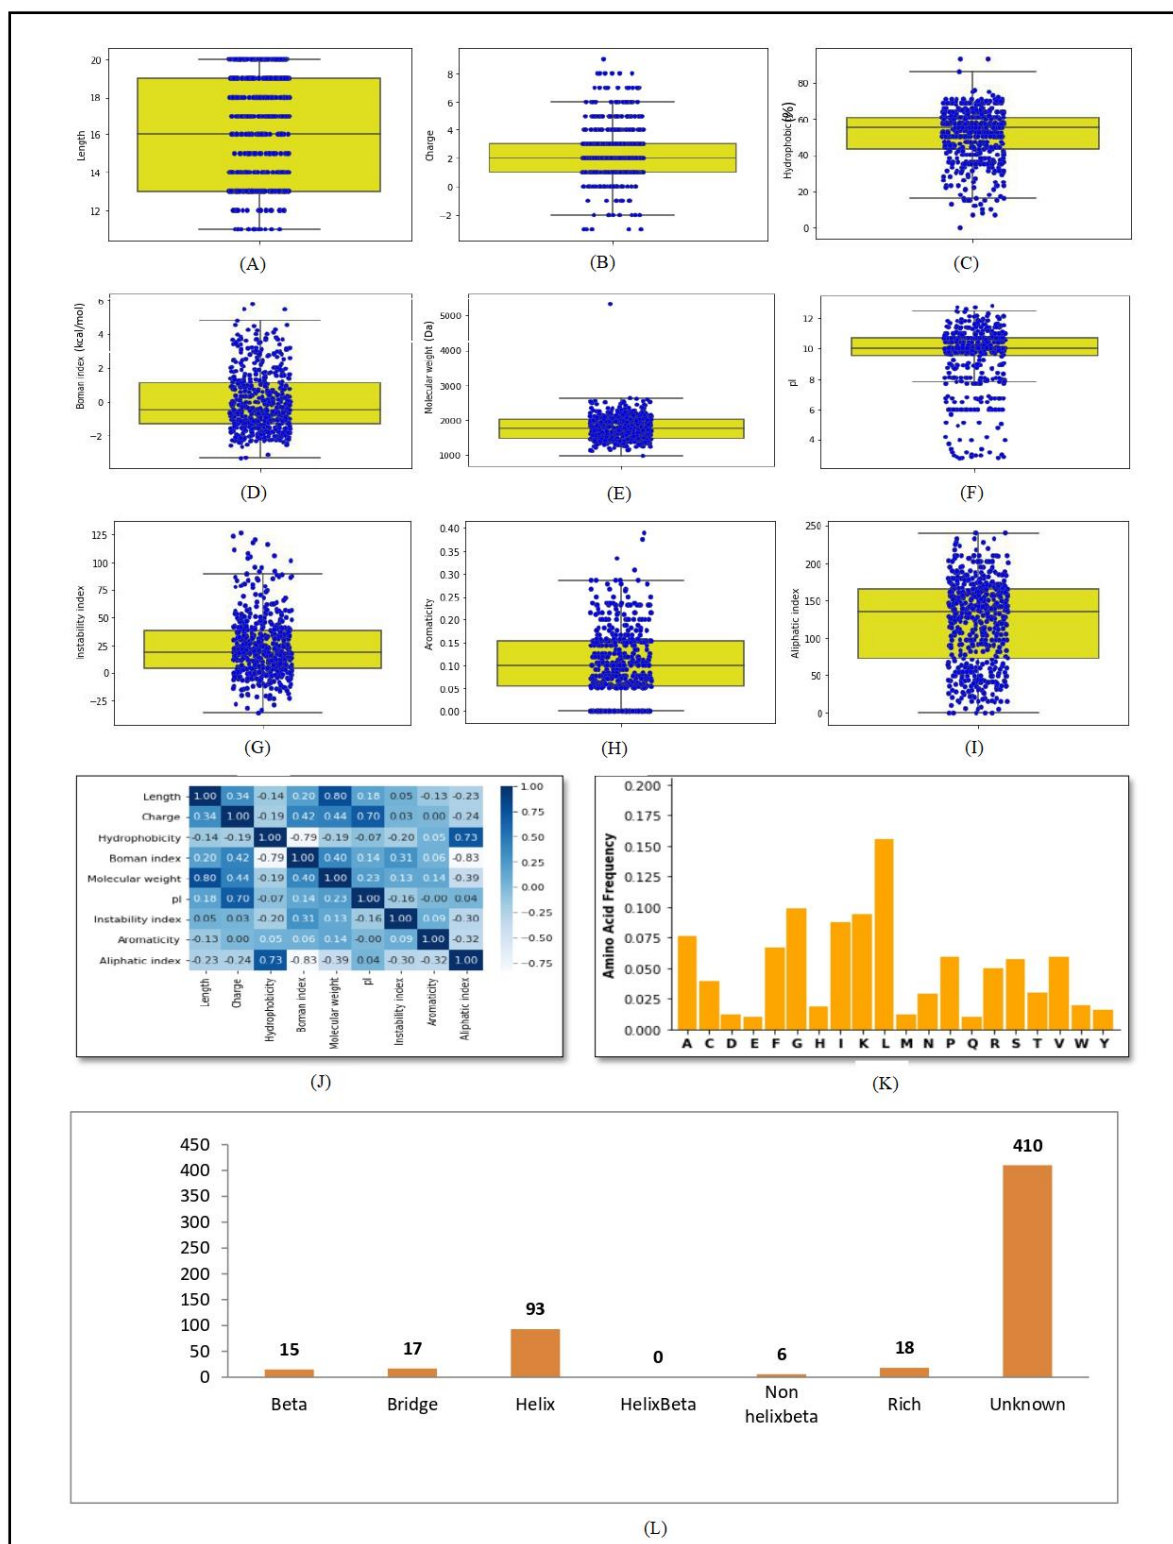 20
18
16
14
12
Length
(A)
8
6
4
2
0
−2
Charge
(B)
80
60
40
20
0
Hydrophobic(%)
(C)
6
4
2
0
−2
Boman index (kcal/mol)
(D)
5000
4000
3000
2000
1000
Molecular weight (Da)
(E)
12
10
8
6
4
pI
(F)
125
100
75
50
25
0
−25
Instability index
(G)
0.40
0.35
0.30
0.25
0.20
0.15
0.10
0.05
0.00
Aromaticity
(H)
250
200
150
100
50
0
Aliphatic index
(I)
Length 1.00 0.34 -0.14 0.20 0.80 0.18 0.05 -0.13 -0.23
Charge 0.34 1.00 -0.19 0.42 0.44 0.70 0.03 0.00 -0.24
Hydrophobicity -0.14 -0.19 1.00 -0.79 -0.19 -0.07 -0.20 0.05 0.73
Boman index 0.20 0.42 -0.79 1.00 0.40 0.14 0.31 0.06 -0.83
Molecular weight 0.80 0.44 -0.19 0.40 1.00 0.23 0.13 0.14 -0.39
pI 0.18 0.70 -0.07 0.14 0.23 1.00 -0.16 -0.00 0.04
Instability index 0.05 0.03 -0.20 0.31 0.13 -0.16 1.00 0.09 -0.30
Aromaticity -0.13 0.00 0.05 0.06 0.14 -0.00 0.09 1.00 -0.32
Aliphatic index -0.23 -0.24 0.73 -0.83 -0.39 0.04 -0.30 -0.32 1.00
Length
Charge
Hydrophobicity
Boman index
Molecular weight
pI
Instability index
Aromaticity
Aliphatic index
1.00
0.75
0.50
0.25
0.00
−0.25
−0.50
−0.75
(J)
0.200
0.175
0.150
0.125
0.100
0.075
0.050
0.025
0.000
Amino Acid Frequency
A C D E F G H I K L M N P Q R S T V W Y
(K)
450
400
350
300
250
200
150
100
50
0
15
17
93
0
6
18
410
Beta
Bridge
Helix
HelixBeta
Non
helixbeta
Rich
Unknown
(L)